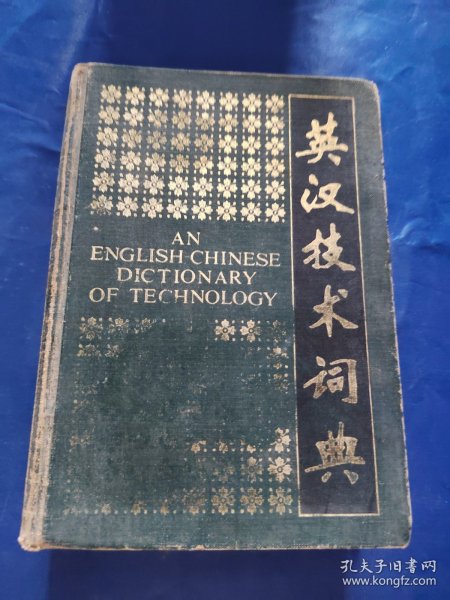 英汉技术词典
AN
ENGLISH-CHINESE
DICTIONARY
OF TECHNOLOGY
孔夫子旧书网
www.kongfz.com